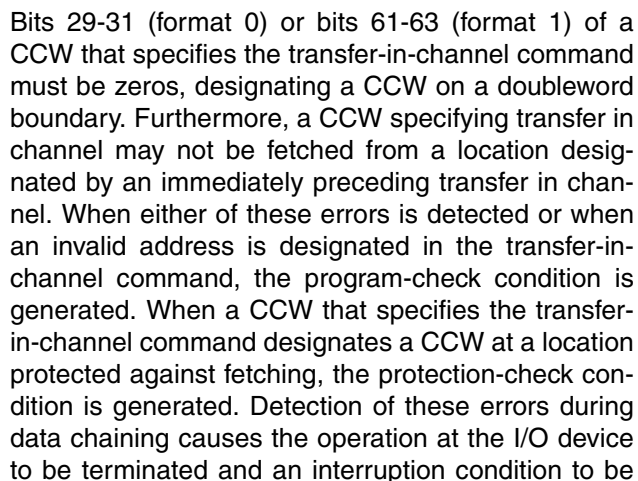 Bits 29-31 (format 0) or bits 61-63 (format 1) of a
CCW that specifies the transfer-in-channel command
must be zeros, designating a CCW on a doubleword
boundary. Furthermore, a CCW specifying transfer in
channel may not be fetched from a location desig-
nated by an immediately preceding transfer in chan-
nel. When either of these errors is detected or when
an invalid address is designated in the transfer-in-
channel command, the program-check condition is
generated. When a CCW that specifies the transfer-
in-channel command designates a CCW at a location
protected against fetching, the protection-check con-
dition is generated. Detection of these errors during
data chaining causes the operation at the I/O device
to be terminated and an interruption condition to be